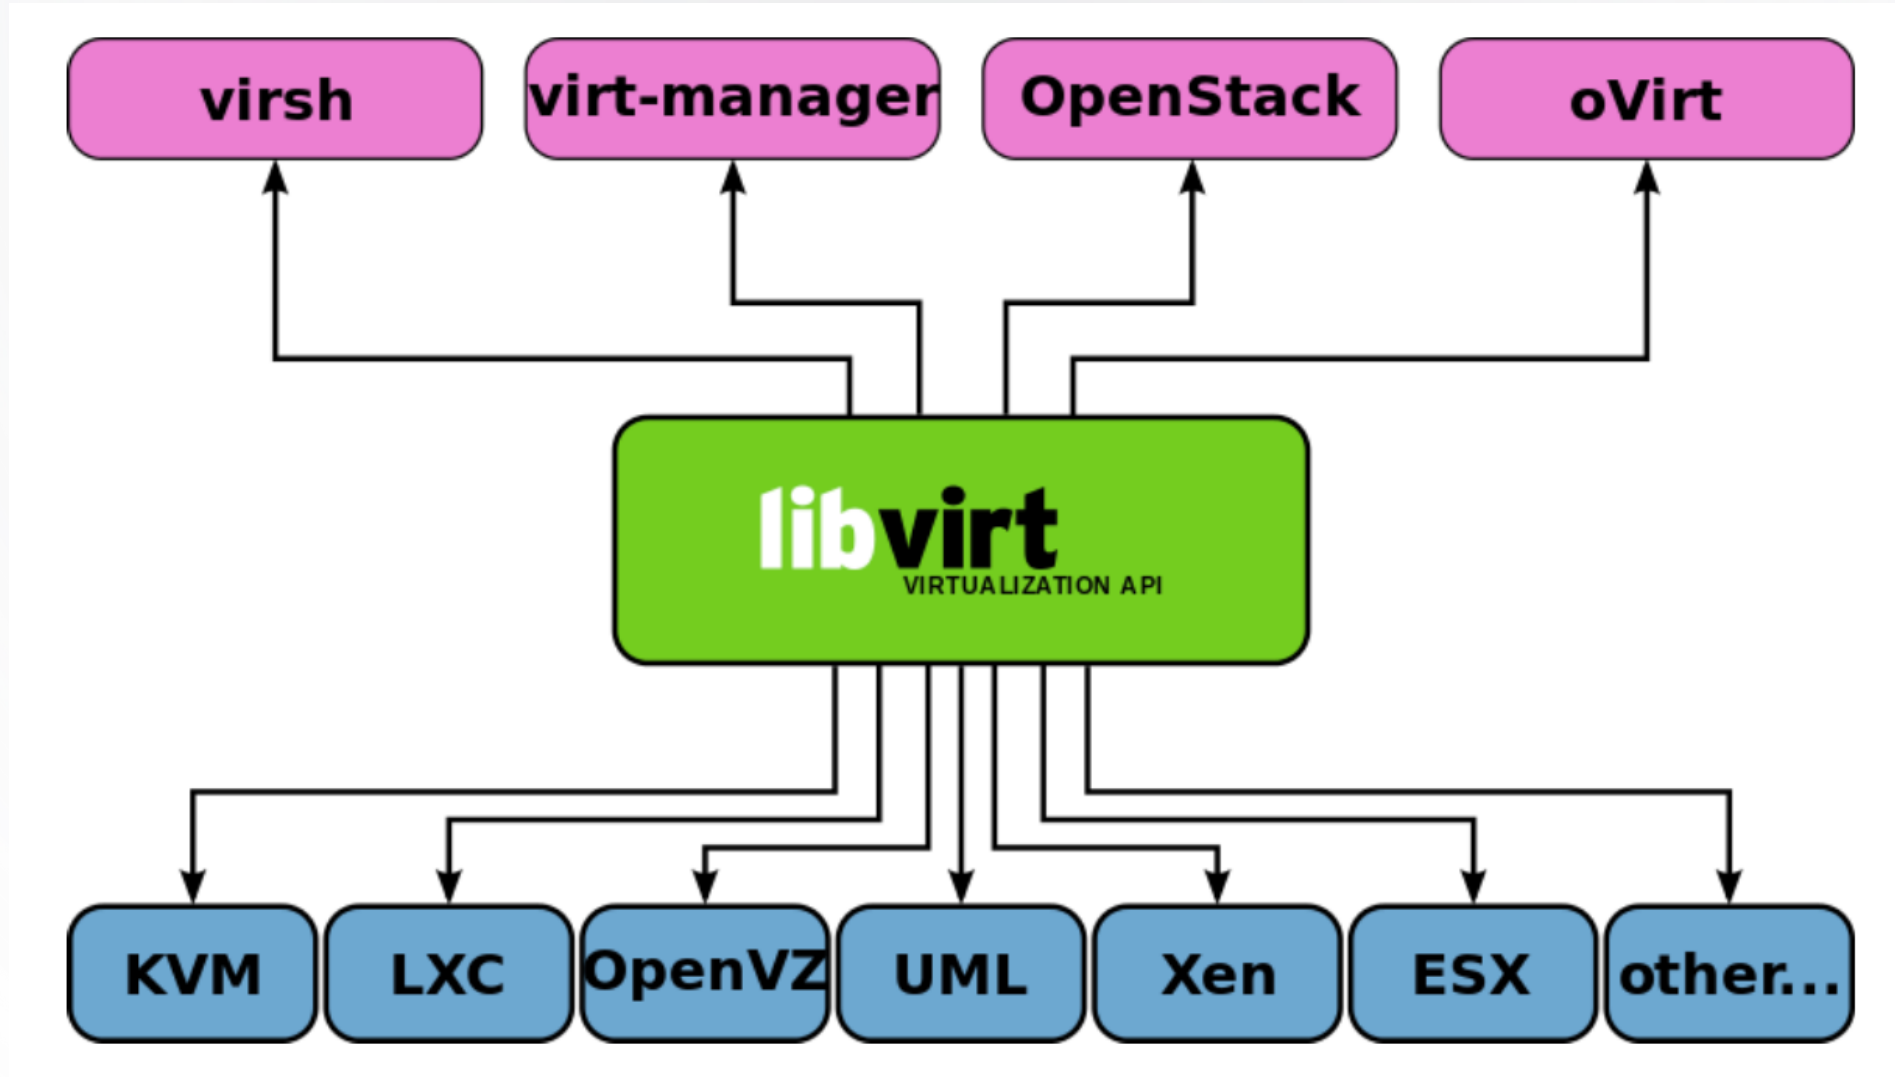 virsh
virt-manager
OpenStack
oVirt
libvirt
VIRTUALIZATION API
KVM
LXC
OpenVZ
UML
Xen
ESX
other...